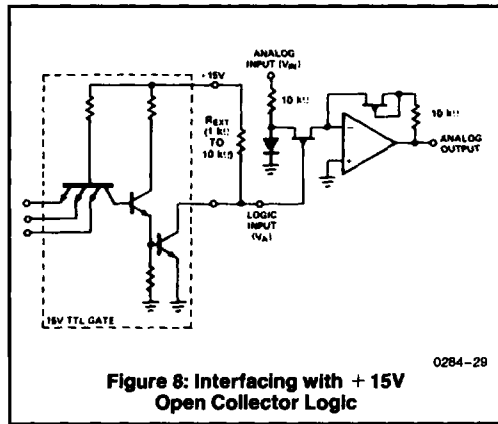 ANALOG
INPUT (VIN)
+15V
10 kΩ
10 kΩ
REXT
(1 kΩ
TO
10 kΩ)
ANALOG
OUTPUT
LOGIC
INPUT
(VA)
15V TTL GATE
0284-29
Figure 8: Interfacing with + 15V
Open Collector Logic